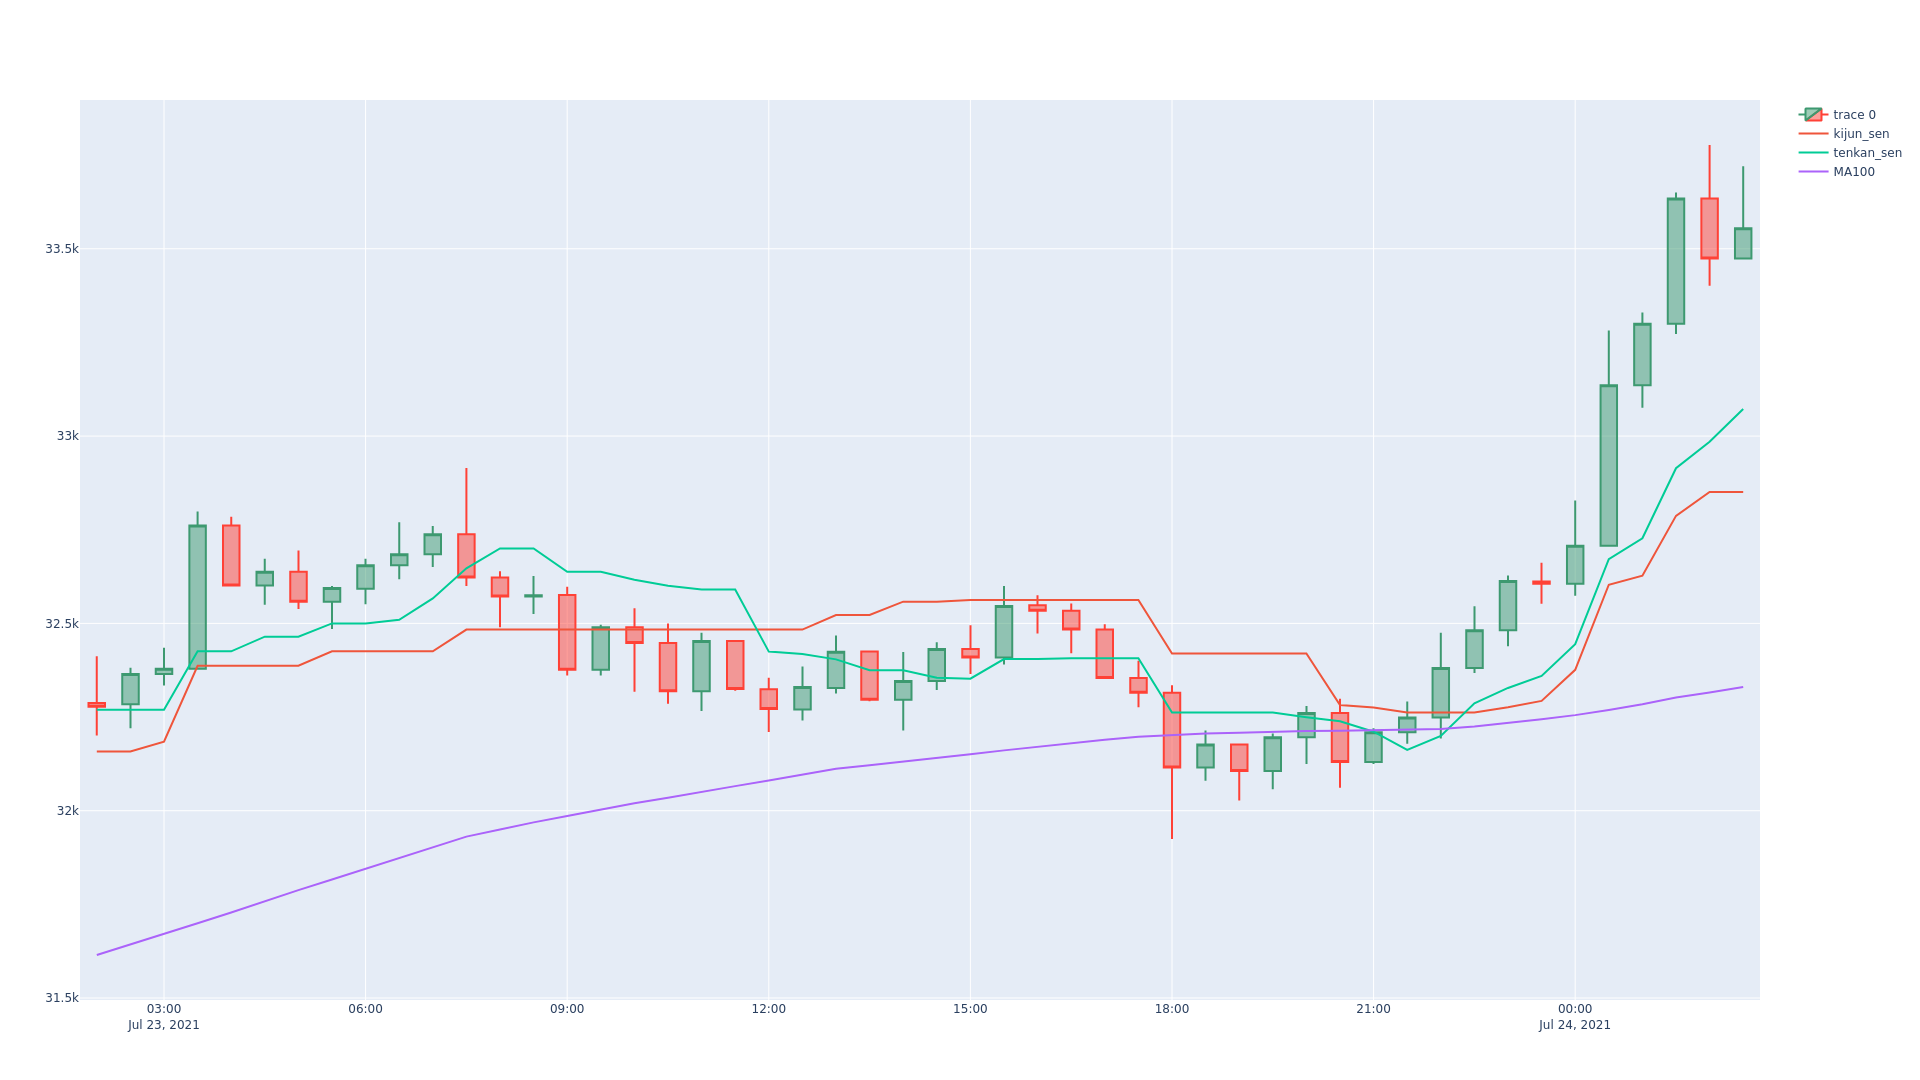 trace 0
kijun_sen
tenkan_sen
MA100
33.5k
33k
32.5k
32k
31.5k
03:00
Jul 23, 2021
06:00
09:00
12:00
15:00
18:00
21:00
00:00
Jul 24, 2021